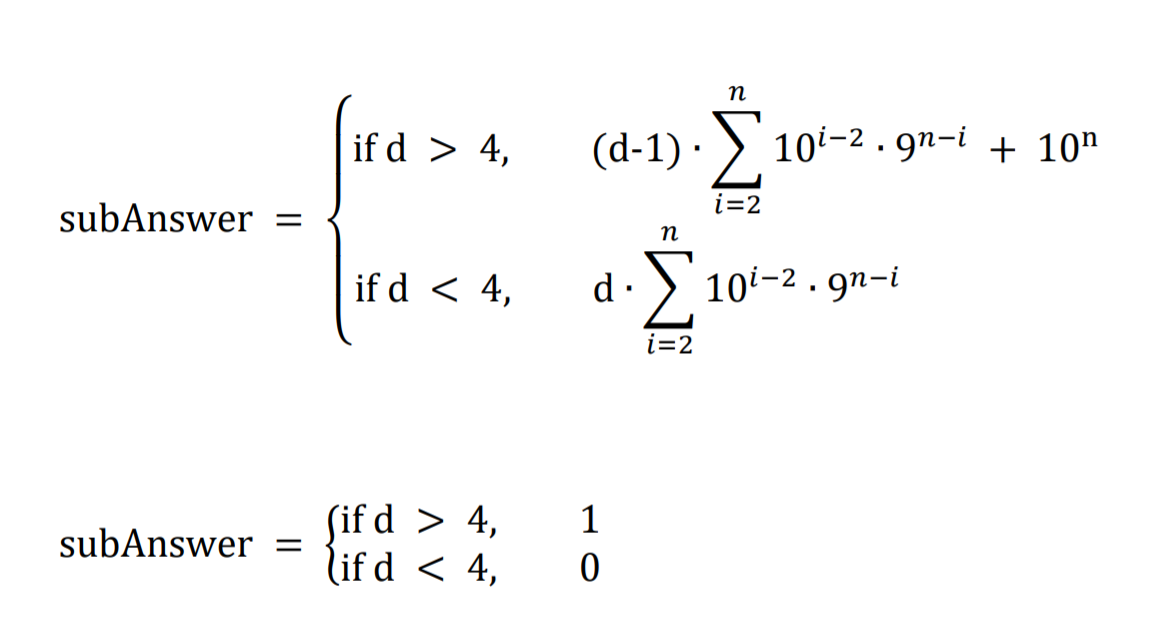 subAnswer = { if d > 4, (d-1) · ∑_{i=2}^{n} 10^{i−2} · 9^{n−i} + 10^{n}
if d < 4, d · ∑_{i=2}^{n} 10^{i−2} · 9^{n−i}
subAnswer = { if d > 4, 1
if d < 4, 0